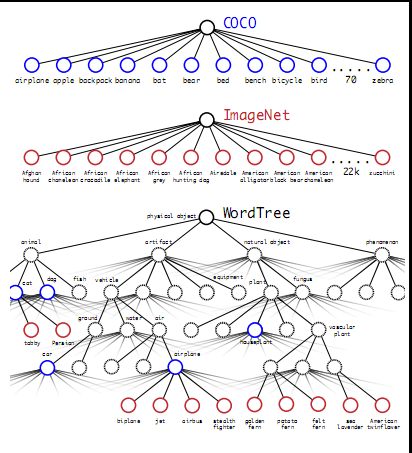 COCO
airplane apple backpack banana bat bear bed bench bicycle bird 70 zebra
ImageNet
Afghan hound
African chameleon
African crocodile
African elephant
African grey
African hunting dog
Airedale
American alligator
American black bear
American chameleon
22k
zucchini
physical object
WordTree
animal artifact natural object phenomenon
cat dog fish vehicle equipment plant fungus
ground water air houseplant vascular plant
tabby Persian
car airplane
biplane jet airbus stealth fighter golden fern potato fern felt fern sea lavender American twinflower